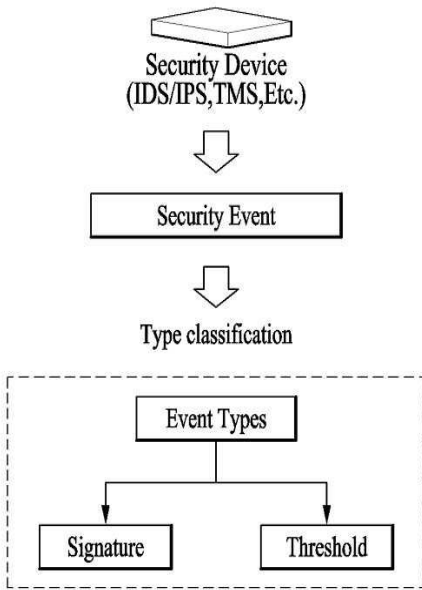 Security Device
(IDS/IPS,TMS,Etc.)
Security Event
Type classification
Event Types
Signature
Threshold